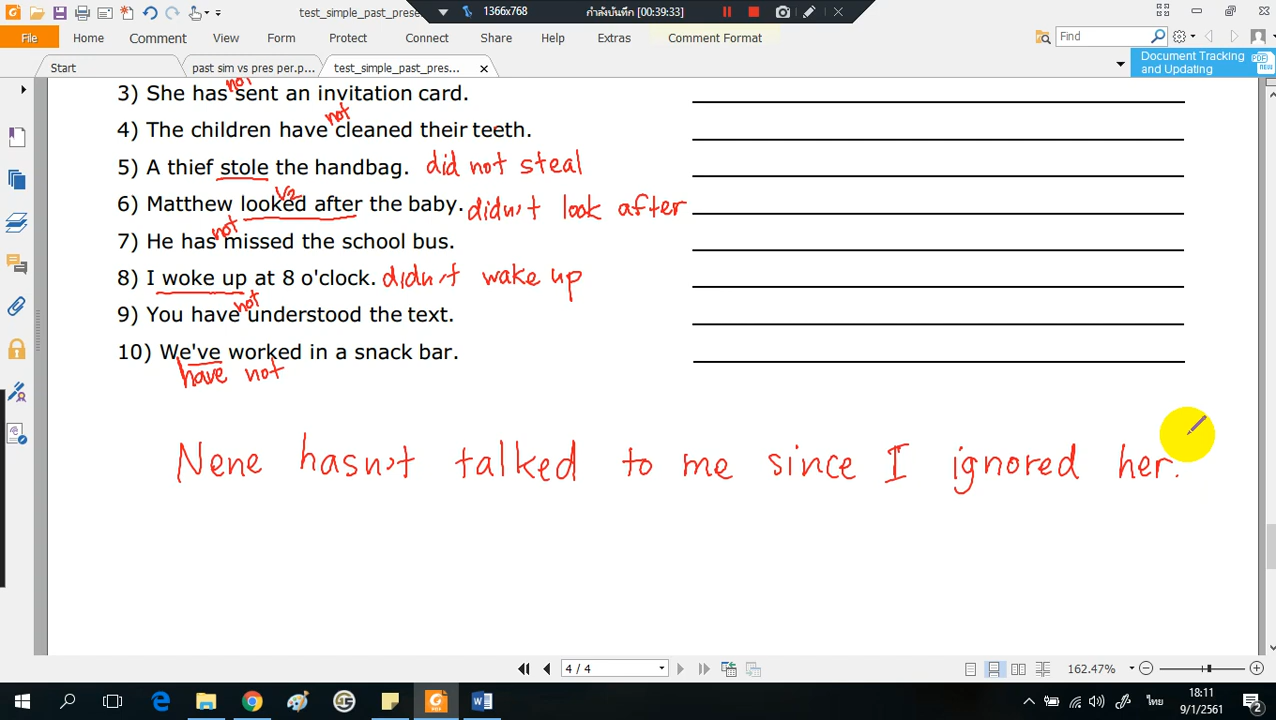 test_simple_past_prese
1366x768
กำลังบันทึก [00:39:33]
File Home Comment View Form Protect Connect Share Help Extras Comment Format
Find
Start
past sim vs pres per.p...
test_simple_past_pres...
Document Tracking
and Updating
not
3) She has sent an invitation card.
not
4) The children have cleaned their teeth.
5) A thief stole the handbag. did not steal
V2
6) Matthew looked after the baby. didn't look after
not
7) He has missed the school bus.
8) I woke up at 8 o'clock. didn't wake up
not
9) You have understood the text.
10) We've worked in a snack bar.
have not
Nene hasn't talked to me since I ignored her.
4 / 4
162.47%
ไทย
18:11
9/1/2561
2